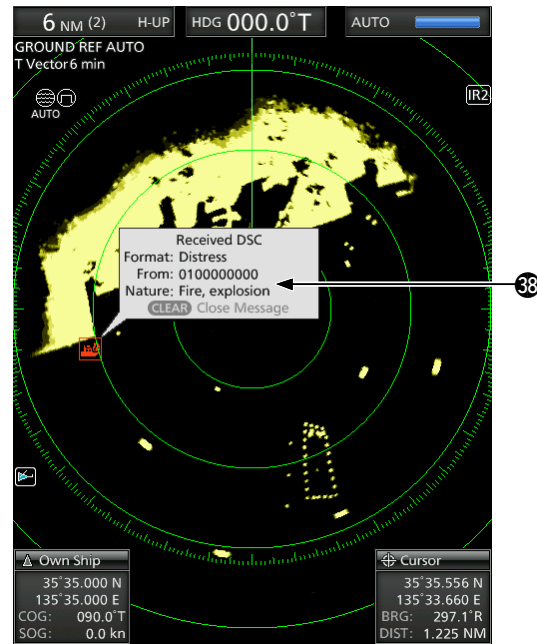 6 NM (2) H-UP HDG 000.0°T AUTO
GROUND REF AUTO
T Vector6 min
AUTO
IR2
Received DSC
Format: Distress
From: 0100000000
Nature: Fire, explosion
CLEAR Close Message
38
Own Ship
35°35.000 N
135°35.000 E
COG: 090.0°T
SOG: 0.0 kn
Cursor
35°35.556 N
135°33.660 E
BRG: 297.1°R
DIST: 1.225 NM